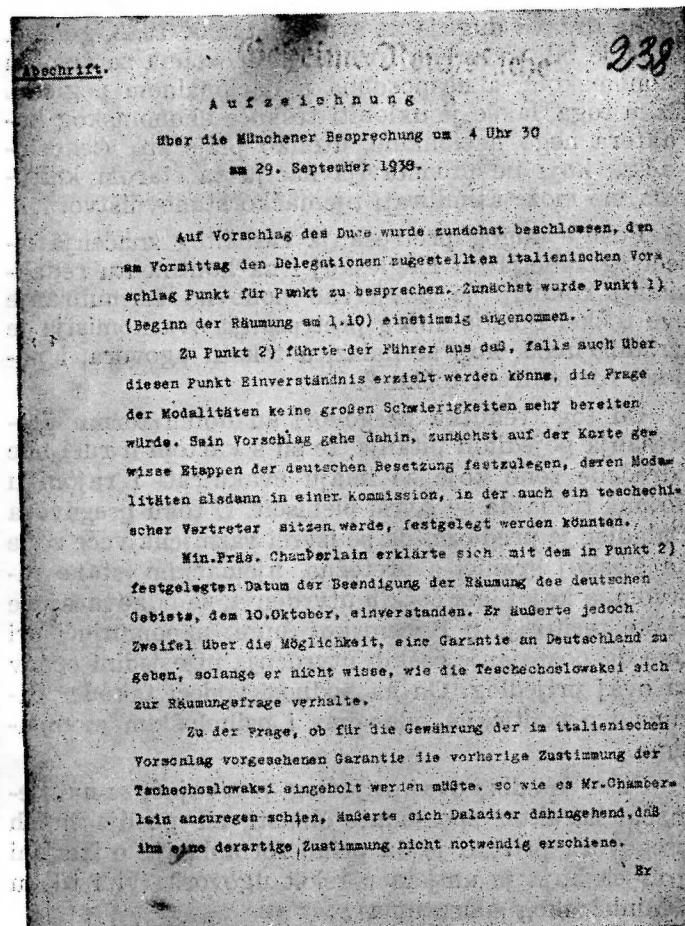 238
Abschrift.
Aufzeichnung
über die Münchener Besprechung um 4 Uhr 30
am 29. September 1938.
Auf Vorschlag des Duce wurde zunächst beschlossen, den
am Vormittag den Delegationen zugestellten italienischen Vor=
schlag Punkt für Punkt zu besprechen. Zunächst wurde Punkt 1)
(Beginn der Räumung am 1.10) einstimmig angenommen.
Zu Punkt 2) führte der Führer aus daß, falls auch über
diesen Punkt Einverständnis erzielt werden könne, die Frage
der Modalitäten keine großen Schwierigkeiten mehr bereiten
würde. Sein Vorschlag gehe dahin, zunächst auf der Karte ge=
wisse Etappen der deutschen Besetzung festzulegen, deren Moda=
litäten alsdann in einer Kommission, in der auch ein tschechi=
scher Vertreter sitzen werde, festgelegt werden könnten.
Min.Präs. Chamberlain erklärte sich mit dem in Punkt 2)
festgelegten Datum der Beendigung der Räumung des deutschen
Gebiets, dem 10.Oktober, einverstanden. Er äußerte jedoch
Zweifel über die Möglichkeit, eine Garantie an Deutschland zu
geben, solange er nicht wisse, wie die Tschechoslowakei sich
zur Räumungsfrage verhalte.
Zu der Frage, ob für die Gewährung der im italienischen
Vorschlag vorgesehenen Garantie die vorherige Zustimmung der
Tschechoslowakei eingeholt werden müßte, so wie es Mr.Chamber=
lain anzuregen schien, äußerte sich Daladier dahingehend, daß
ihm eine derartige Zustimmung nicht notwendig erschiene.
Er